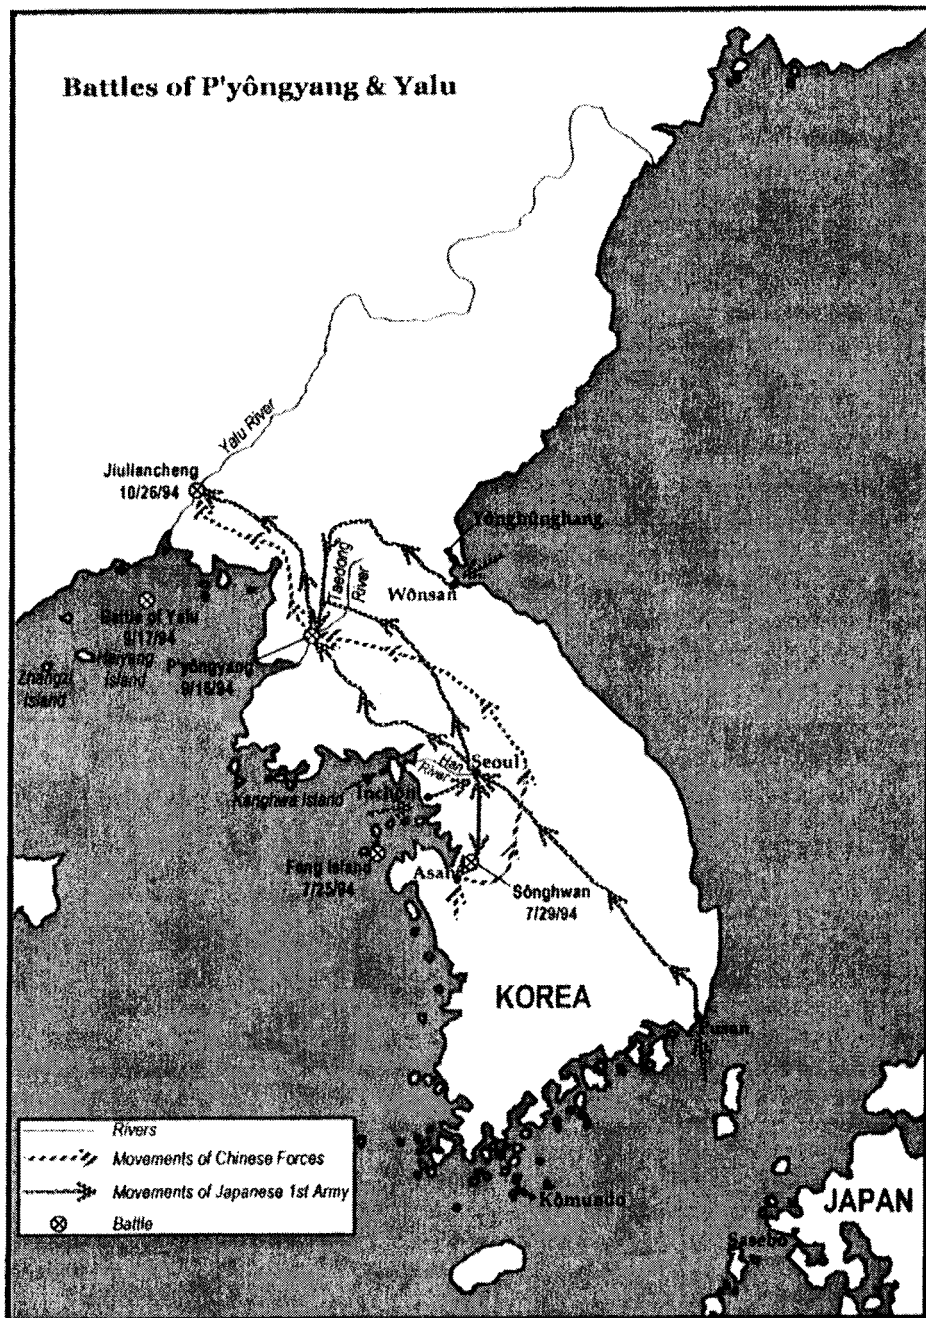 Battles of P'yôngyang & Yalu
Yalu River
Jiuliancheng
10/26/94
Yônghûnghang
Taedong
River
Wônsan
Battle of Yalu
9/17/94
Haiyang
Island
Zhangzi
Island
P'yôngyang
9/16/94
Han
River
Seoul
Kanghwa Island
Inchon
Feng Island
7/25/94
Asan
Sônghwan
7/29/94
KOREA
Pusan
Rivers
Movements of Chinese Forces
Movements of Japanese 1st Army
Battle
Kômundo
JAPAN
Sasebo